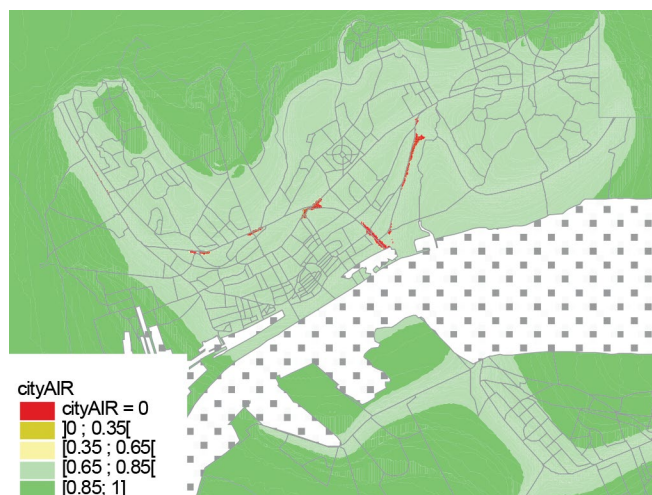 cityAIR
cityAIR = 0
]0 ; 0.35[
[0.35 ; 0.65[
[0.65 ; 0.85[
[0.85; 1]